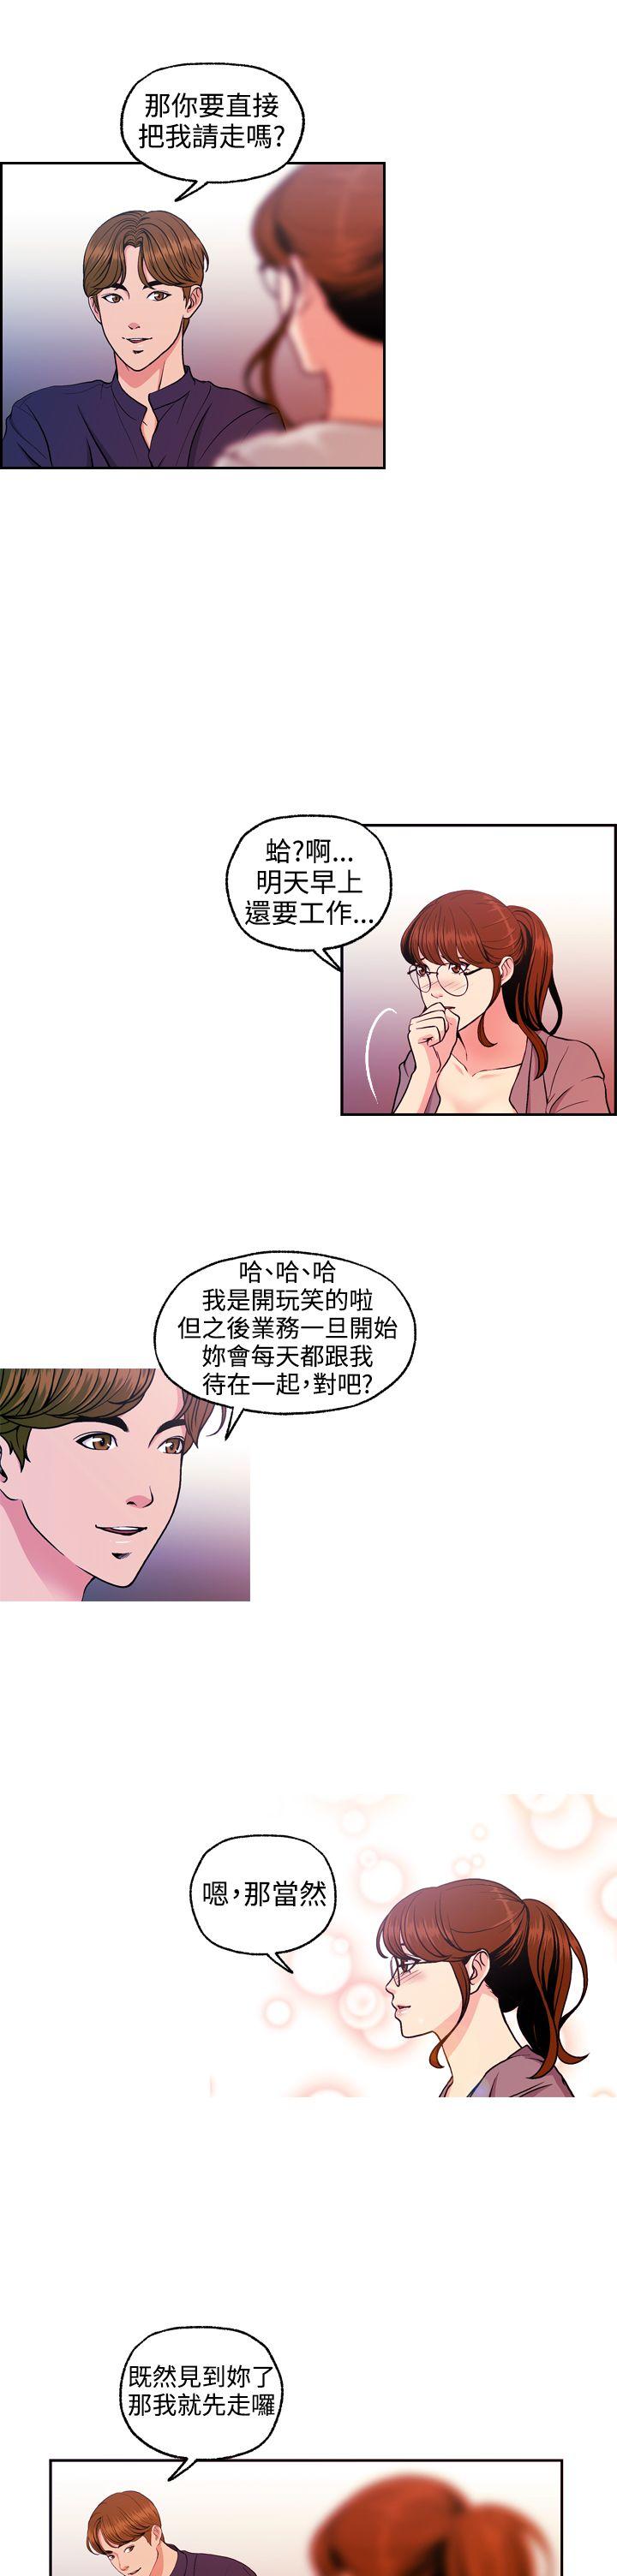 那你要直接
把我請走嗎?
蛤?啊...
明天早上
還要工作...
哈、哈、哈
我是開玩笑的啦
但之後業務一旦開始
妳會每天都跟我
待在一起,對吧?
嗯,那當然
既然見到妳了
那我就先走囉